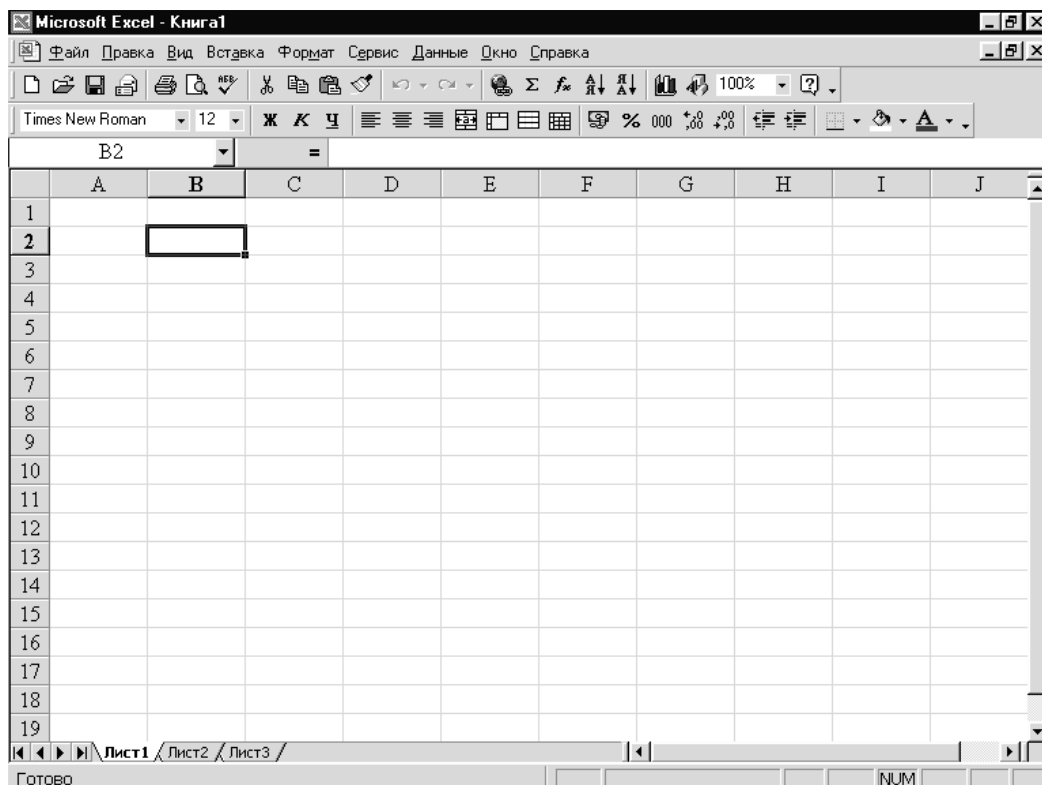 Microsoft Excel - Книга1
Файл Правка Вид Вставка Формат Сервис Данные Окно Справка
100%
Times New Roman 12 Ж К Ч % 000
B2 =
A B C D E F G H I J
1
2
3
4
5
6
7
8
9
10
11
12
13
14
15
16
17
18
19
Лист1 Лист2 Лист3
Готово NUM